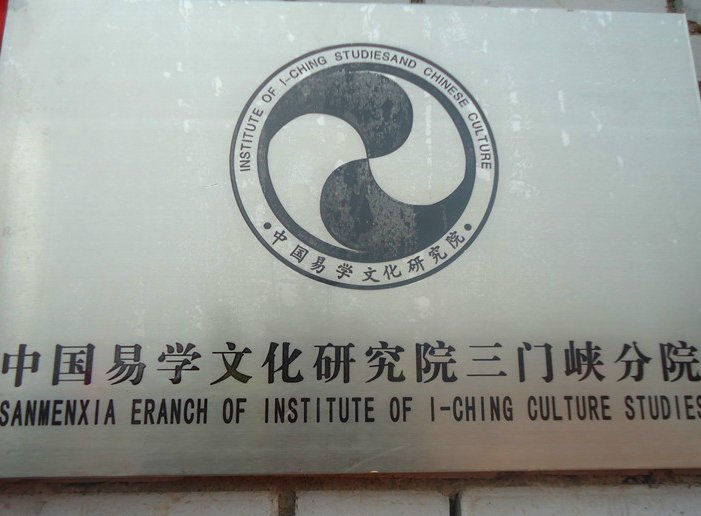 INSTITUTE OF I-CHING STUDIESAND CHINESE CULTURE
·中国易学文化研究院·
中国易学文化研究院三门峡分院
SANMENXIA ERANCH OF INSTITUTE OF I-CHING CULTURE STUDIES